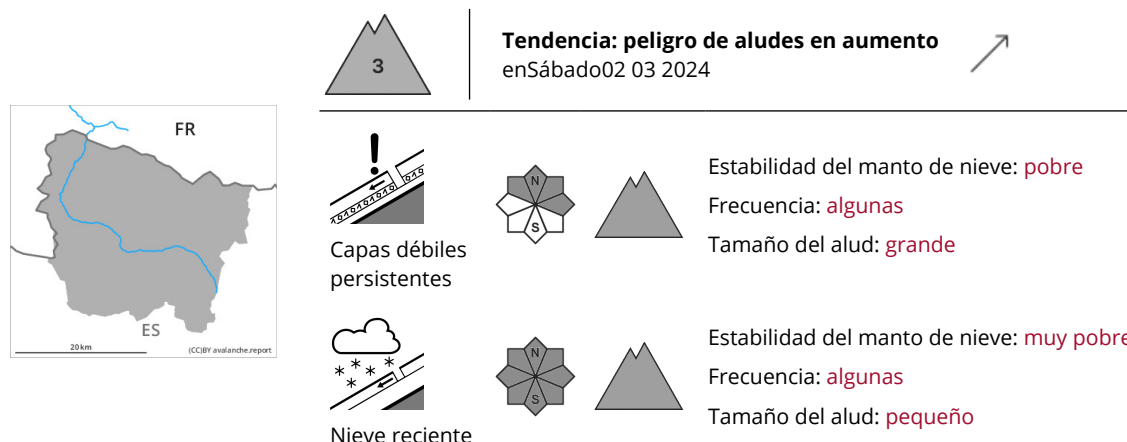 3
Tendencia: peligro de aludes en aumento
enSábado02 03 2024
FR
ES
20 km
(CC)BY avalanche.report
N
S
Capas débiles
persistentes
Estabilidad del manto de nieve: pobre
Frecuencia: algunas
Tamaño del alud: grande
N
S
Nieve reciente
Estabilidad del manto de nieve: muy pobre
Frecuencia: algunas
Tamaño del alud: pequeño